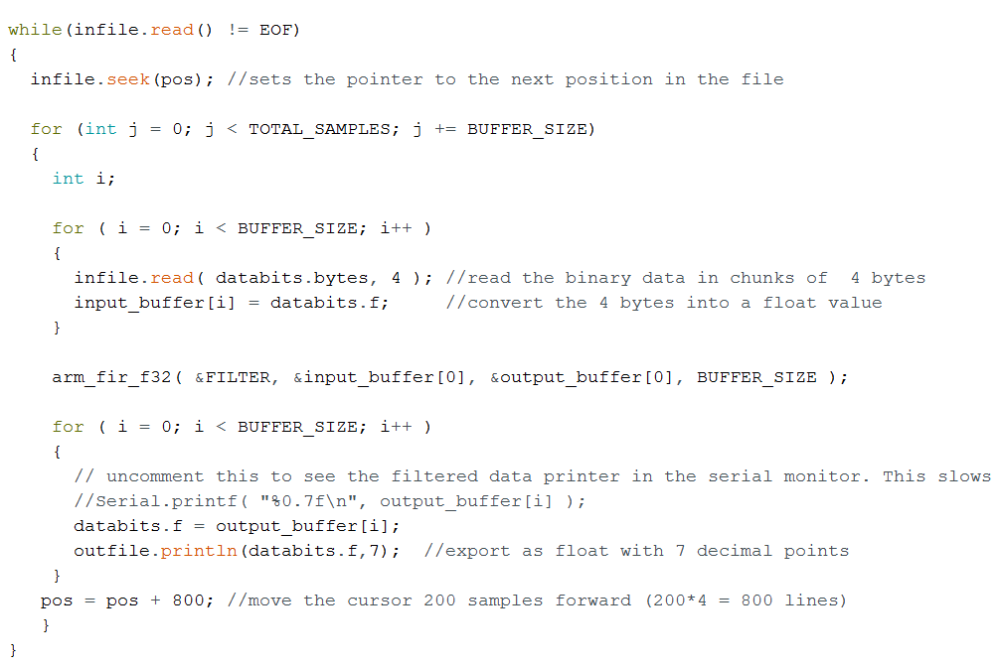 while(infile.read() != EOF)
{
infile.seek(pos); //sets the pointer to the next position in the file
for (int j = 0; j < TOTAL_SAMPLES; j += BUFFER_SIZE)
{
int i;
for ( i = 0; i < BUFFER_SIZE; i++ )
{
infile.read( databits.bytes, 4 ); //read the binary data in chunks of  4 bytes
input_buffer[i] = databits.f;     //convert the 4 bytes into a float value
}
arm_fir_f32( &FILTER, &input_buffer[0], &output_buffer[0], BUFFER_SIZE );
for ( i = 0; i < BUFFER_SIZE; i++ )
{
// uncomment this to see the filtered data printer in the serial monitor. This slows
//Serial.printf( "%0.7f\n", output_buffer[i] );
databits.f = output_buffer[i];
outfile.println(databits.f,7);  //export as float with 7 decimal points
}
pos = pos + 800; //move the cursor 200 samples forward (200*4 = 800 lines)
}
}